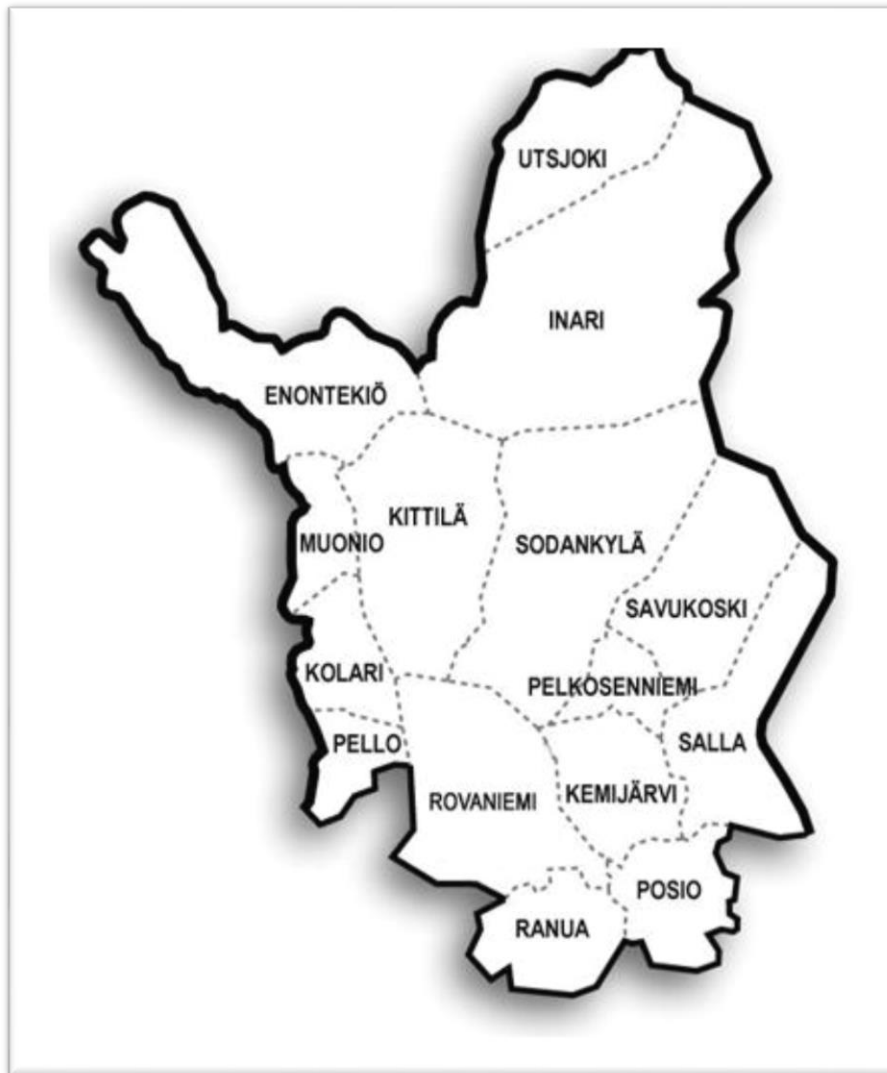 UTSJOKI
INARI
ENONTEKIÖ
KITTILÄ
MUONIO
SODANKYLÄ
SAVUKOSKI
KOLARI
PELKOSENNIEMI
PELLO
SALLA
ROVANIEMI
KEMIJÄRVI
POSIO
RANUA